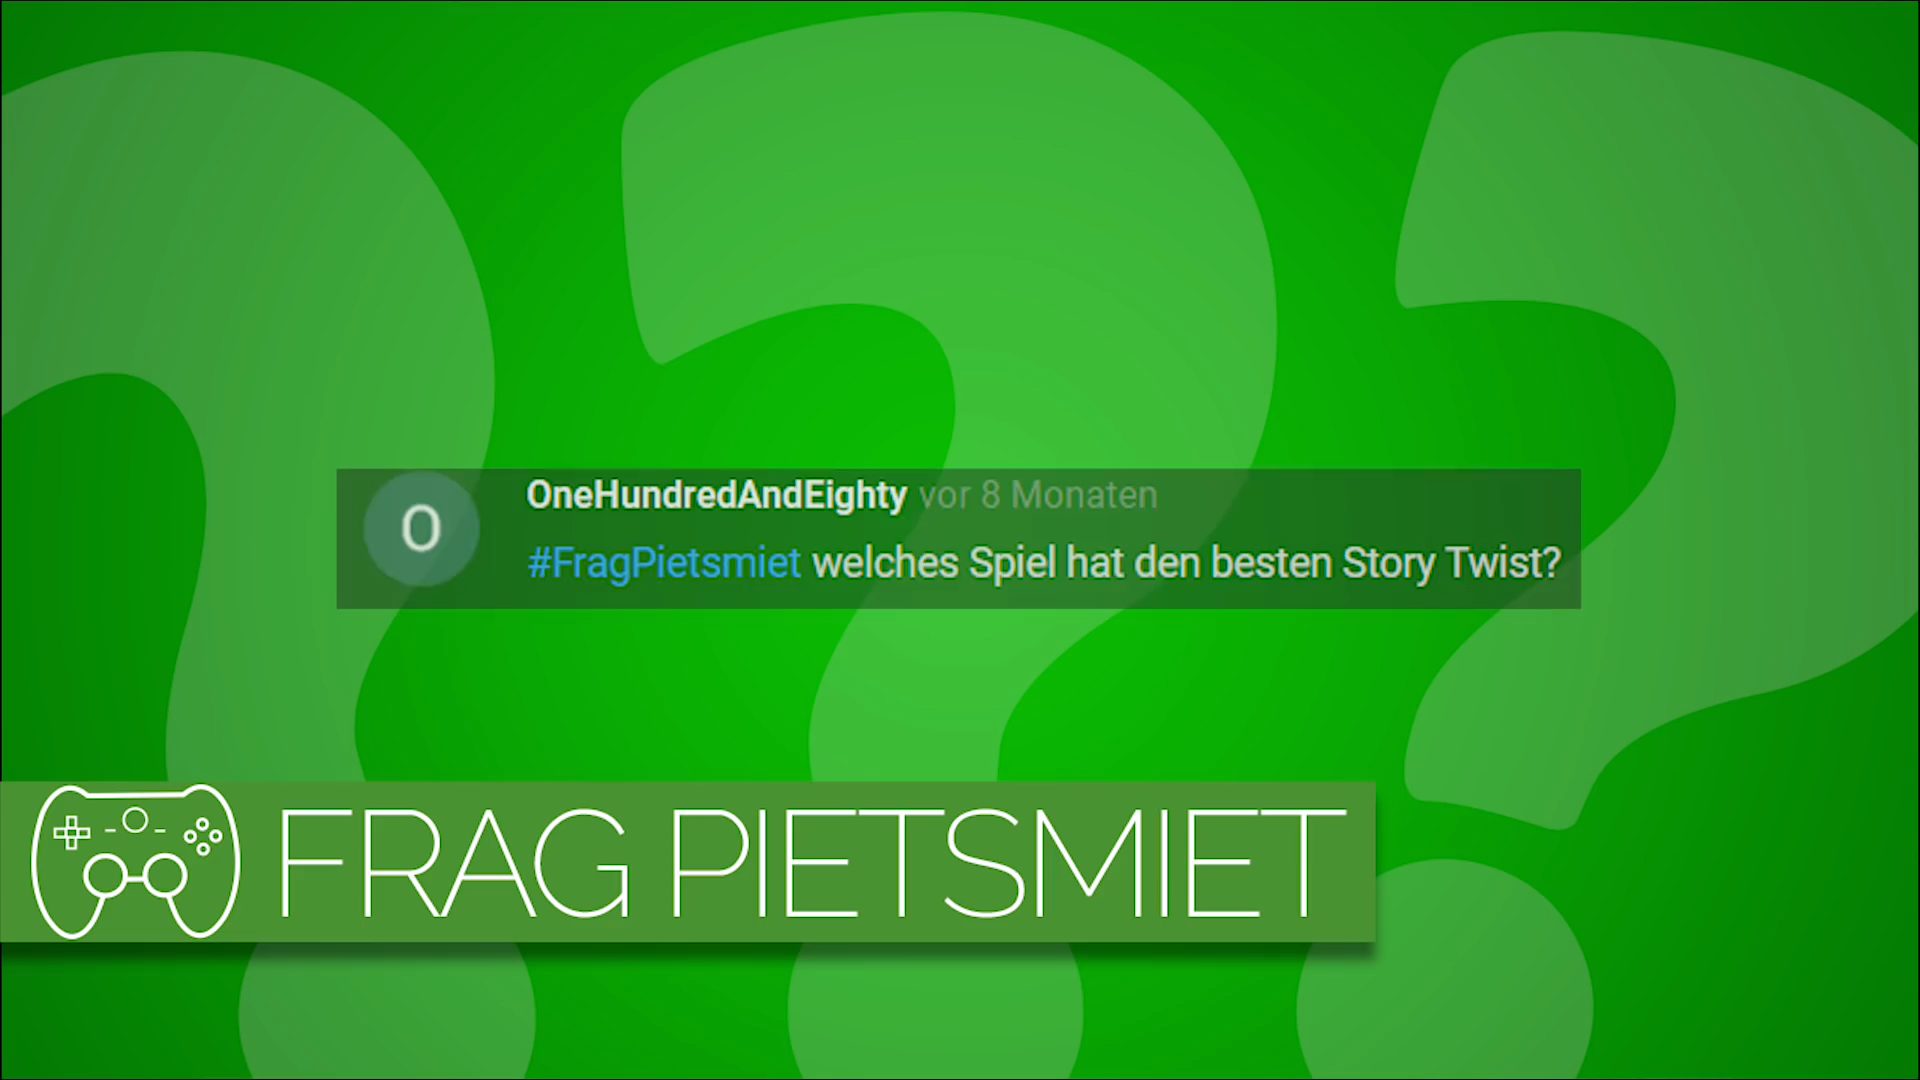 O
OneHundredAndEighty vor 8 Monaten
#FragPietsmiet welches Spiel hat den besten Story Twist?
FRAG PIETSMIET